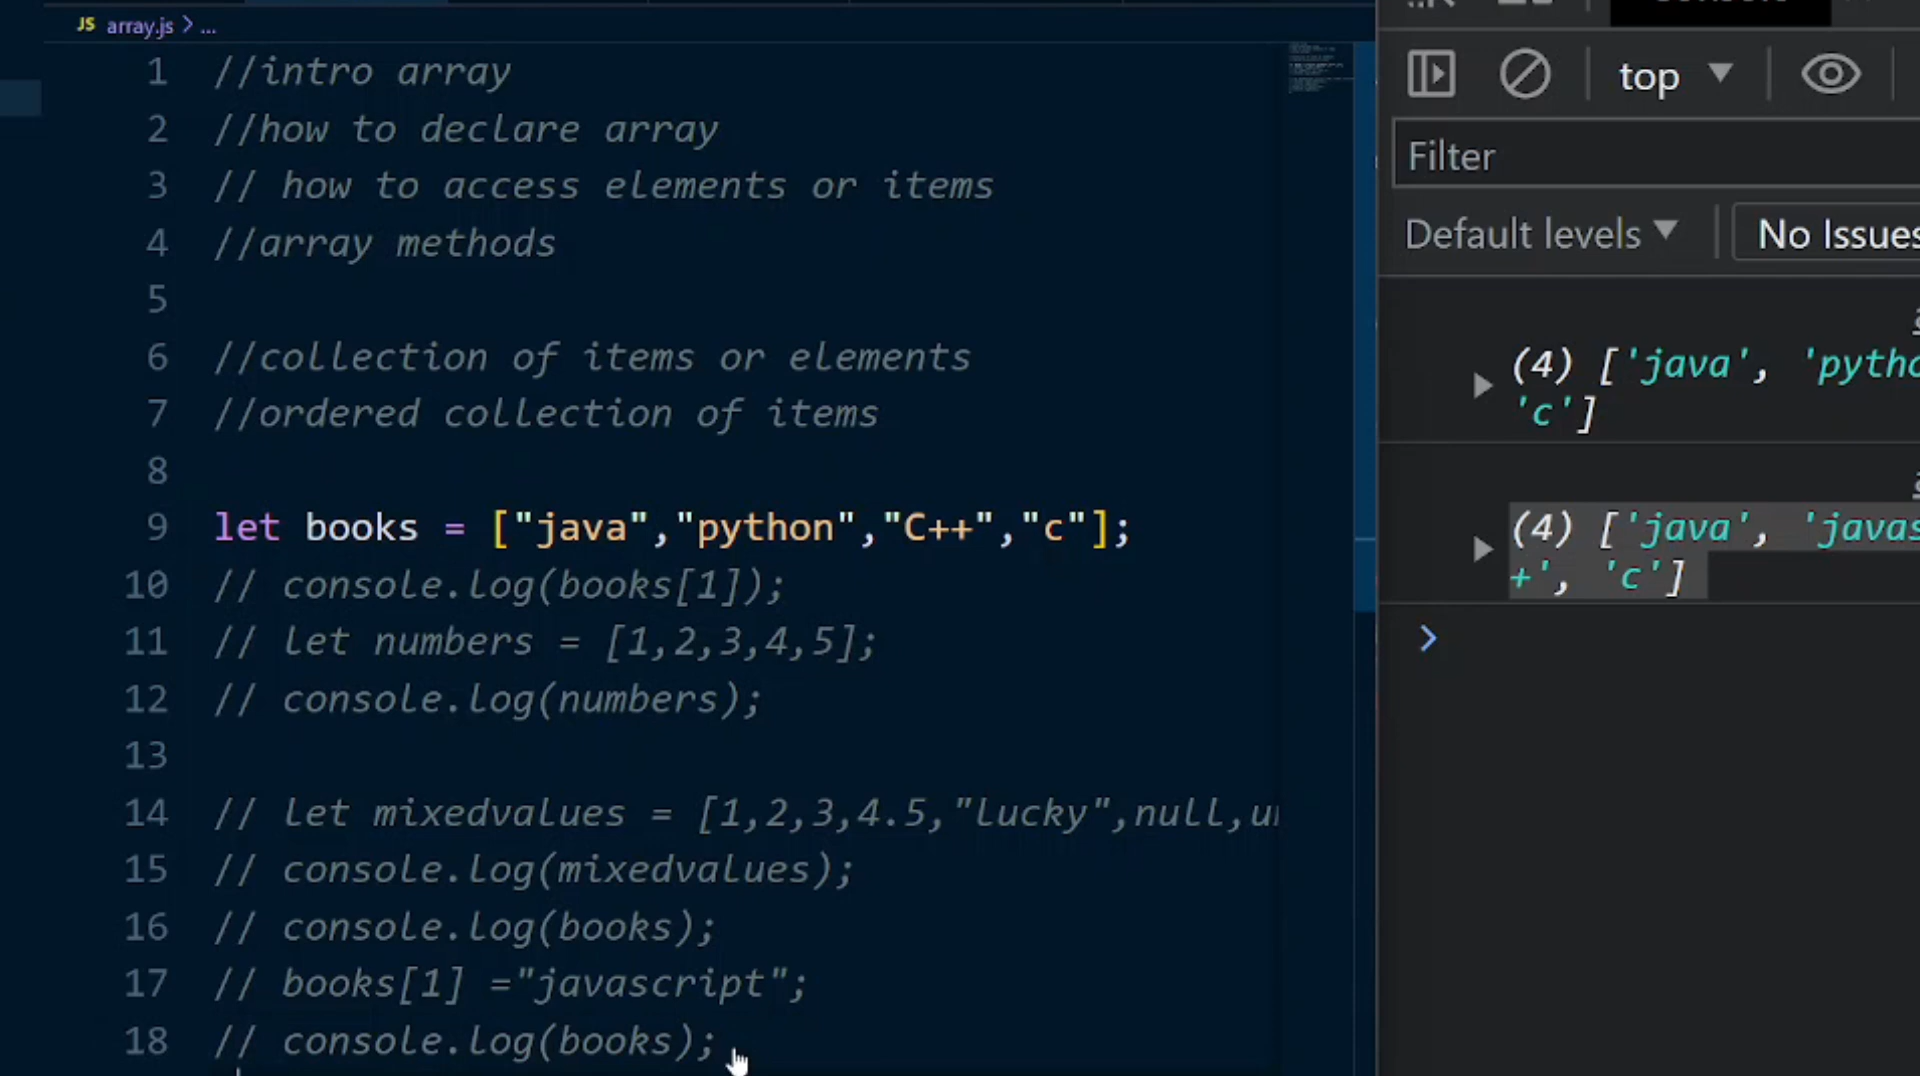 JS array.js > ...
1 //intro array
2 //how to declare array
3 // how to access elements or items
4 //array methods
5
6 //collection of items or elements
7 //ordered collection of items
8
9 let books = ["java","python","C++","c"];
10 // console.log(books[1]);
11 // let numbers = [1,2,3,4,5];
12 // console.log(numbers);
13
14 // let mixedvalues = [1,2,3,4.5,"lucky",null,
15 // console.log(mixedvalues);
16 // console.log(books);
17 // books[1] ="javascript";
18 // console.log(books);
top
Filter
Default levels
No Issues
(4) ['java', 'pytho
'c']
(4) ['java', 'javas
+', 'c']